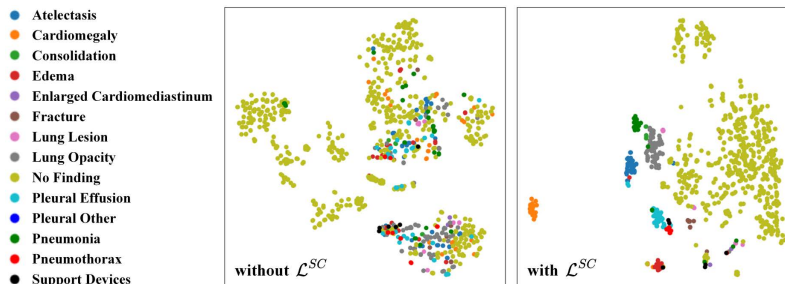 Atelectasis
Cardiomegaly
Consolidation
Edema
Enlarged Cardiomediastinum
Fracture
Lung Lesion
Lung Opacity
No Finding
Pleural Effusion
Pleural Other
Pneumonia
Pneumothorax
Support Devices
without ℒ^{SC}
with ℒ^{SC}